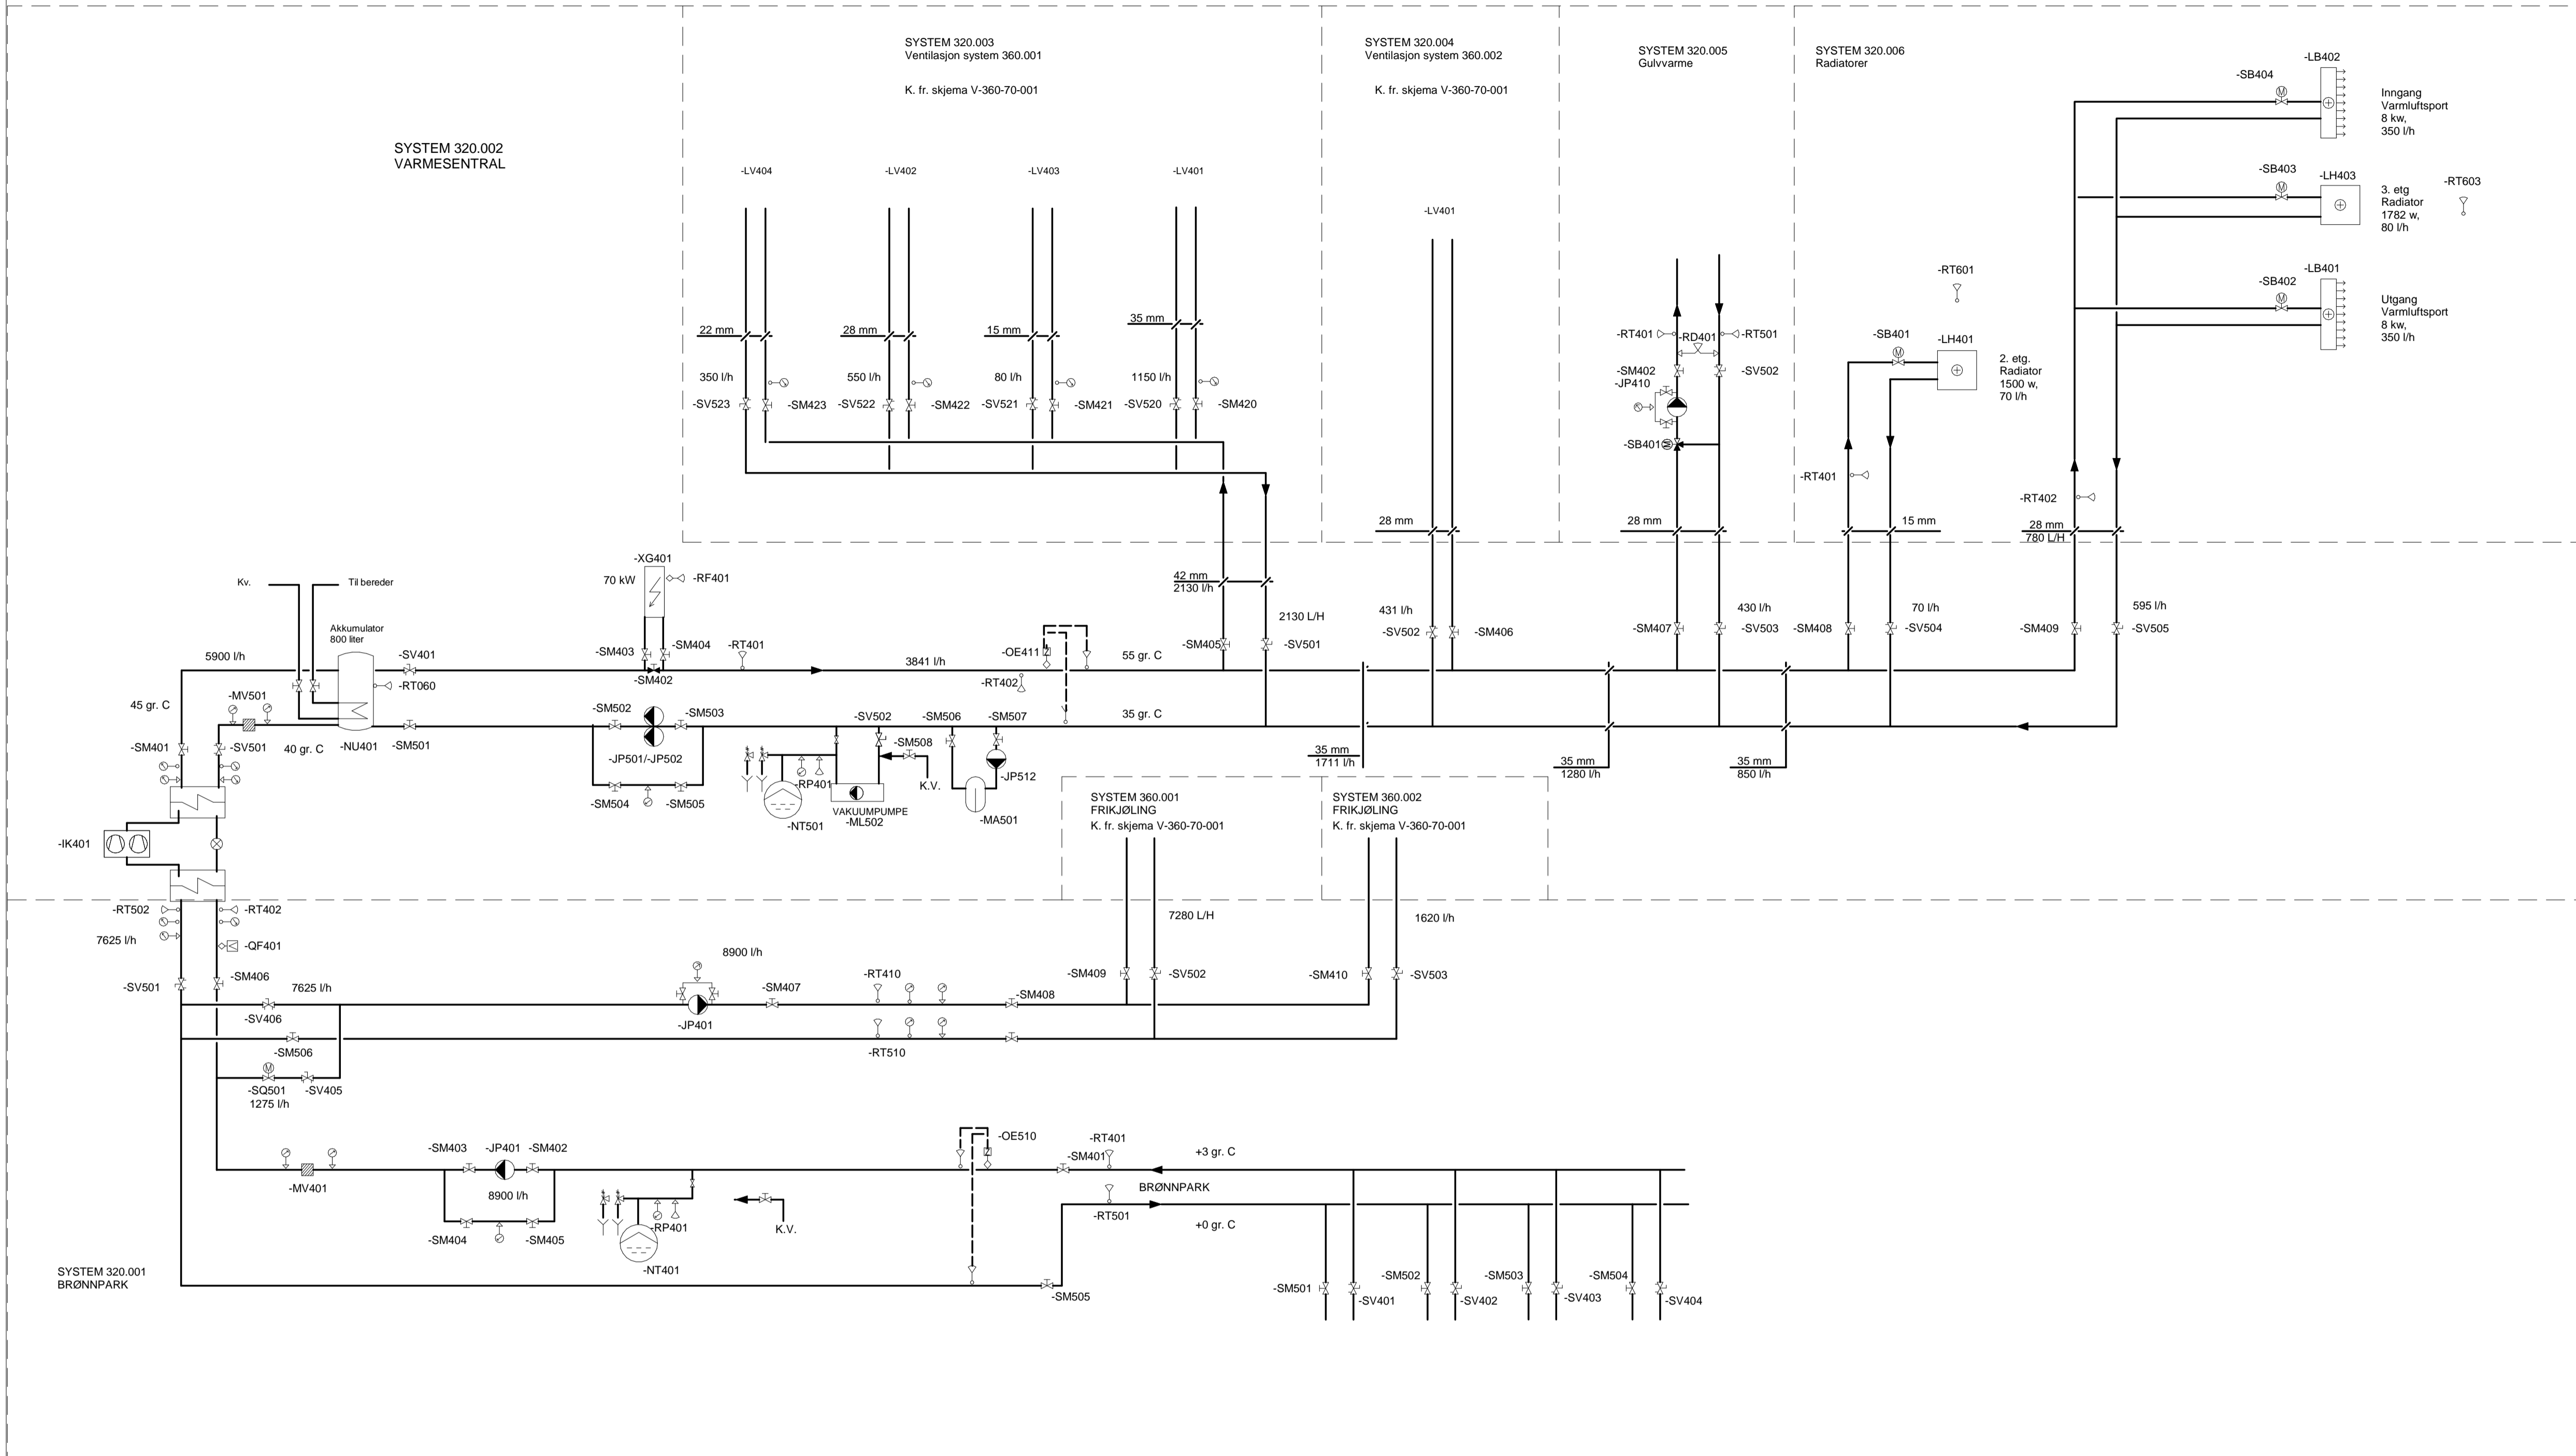 SYSTEM 320.002
VARMESENTRAL
SYSTEM 320.003
Ventilasjon system 360.001
K. fr. skjema V-360-70-001
-LV404
-LV402
-LV403
-LV401
22 mm
28 mm
15 mm
35 mm
350 l/h
550 l/h
80 l/h
1150 l/h
-SV523
-SM423
-SV522
-SM422
-SV521
-SM421
-SV520
-SM420
SYSTEM 320.004
Ventilasjon system 360.002
K. fr. skjema V-360-70-001
-LV401
28 mm
SYSTEM 320.005
Gulvvarme
-RT401
-RD401
-RT501
-SM402
-SV502
-JP410
-SB401
M
28 mm
SYSTEM 320.006
Radiatorer
-LB402
-SB404
M
Inngang
Varmluftsport
8 kw,
350 l/h
-SB403
M
-LH403
3. etg
Radiator
1782 w,
80 l/h
-RT603
-LB401
-SB402
M
Utgang
Varmluftsport
8 kw,
350 l/h
-RT601
-SB401
M
-LH401
2. etg.
Radiator
1500 w,
70 l/h
-RT401
-RT402
15 mm
28 mm
780 L/H
-XG401
70 kW
-RF401
42 mm
2130 l/h
2130 L/H
431 l/h
430 l/h
70 l/h
595 l/h
Kv.
Til bereder
Akkumulator
800 liter
5900 l/h
-SV401
-SM403
-SM404
-RT401
-SM402
3841 l/h
-OE411
-RT402
55 gr. C
-SM405
-SV501
-SV502
-SM406
-SM407
-SV503
-SM408
-SV504
-SM409
-SV505
-RT060
-MV501
45 gr. C
-SM401
-SV501
40 gr. C
-NU401
-SM501
-SM502
-SM503
-JP501/-JP502
-SM504
-SM505
-SV502
-SM506
-SM507
35 gr. C
-SM508
K.V.
-JP512
-RP401
-NT501
VAKUUMPUMPE
-ML502
-MA501
35 mm
1711 l/h
35 mm
1280 l/h
35 mm
850 l/h
SYSTEM 360.001
FRIKJØLING
K. fr. skjema V-360-70-001
SYSTEM 360.002
FRIKJØLING
K. fr. skjema V-360-70-001
-IK401
-RT502
-RT402
7625 l/h
-QF401
7280 L/H
1620 l/h
8900 l/h
-SM406
-SV501
7625 l/h
-SV406
-JP401
-SM407
-RT410
-SM408
-SM409
-SV502
-SM410
-SV503
-SM506
-RT510
M
-SQ501
-SV405
1275 l/h
-MV401
-SM403
-JP401
-SM402
8900 l/h
-SM404
-SM405
-RP401
-NT401
K.V.
-OE510
-RT401
-SM401
+3 gr. C
BRØNNPARK
-RT501
+0 gr. C
SYSTEM 320.001
BRØNNPARK
-SM505
-SM501
-SV401
-SM502
-SV402
-SM503
-SV403
-SM504
-SV404